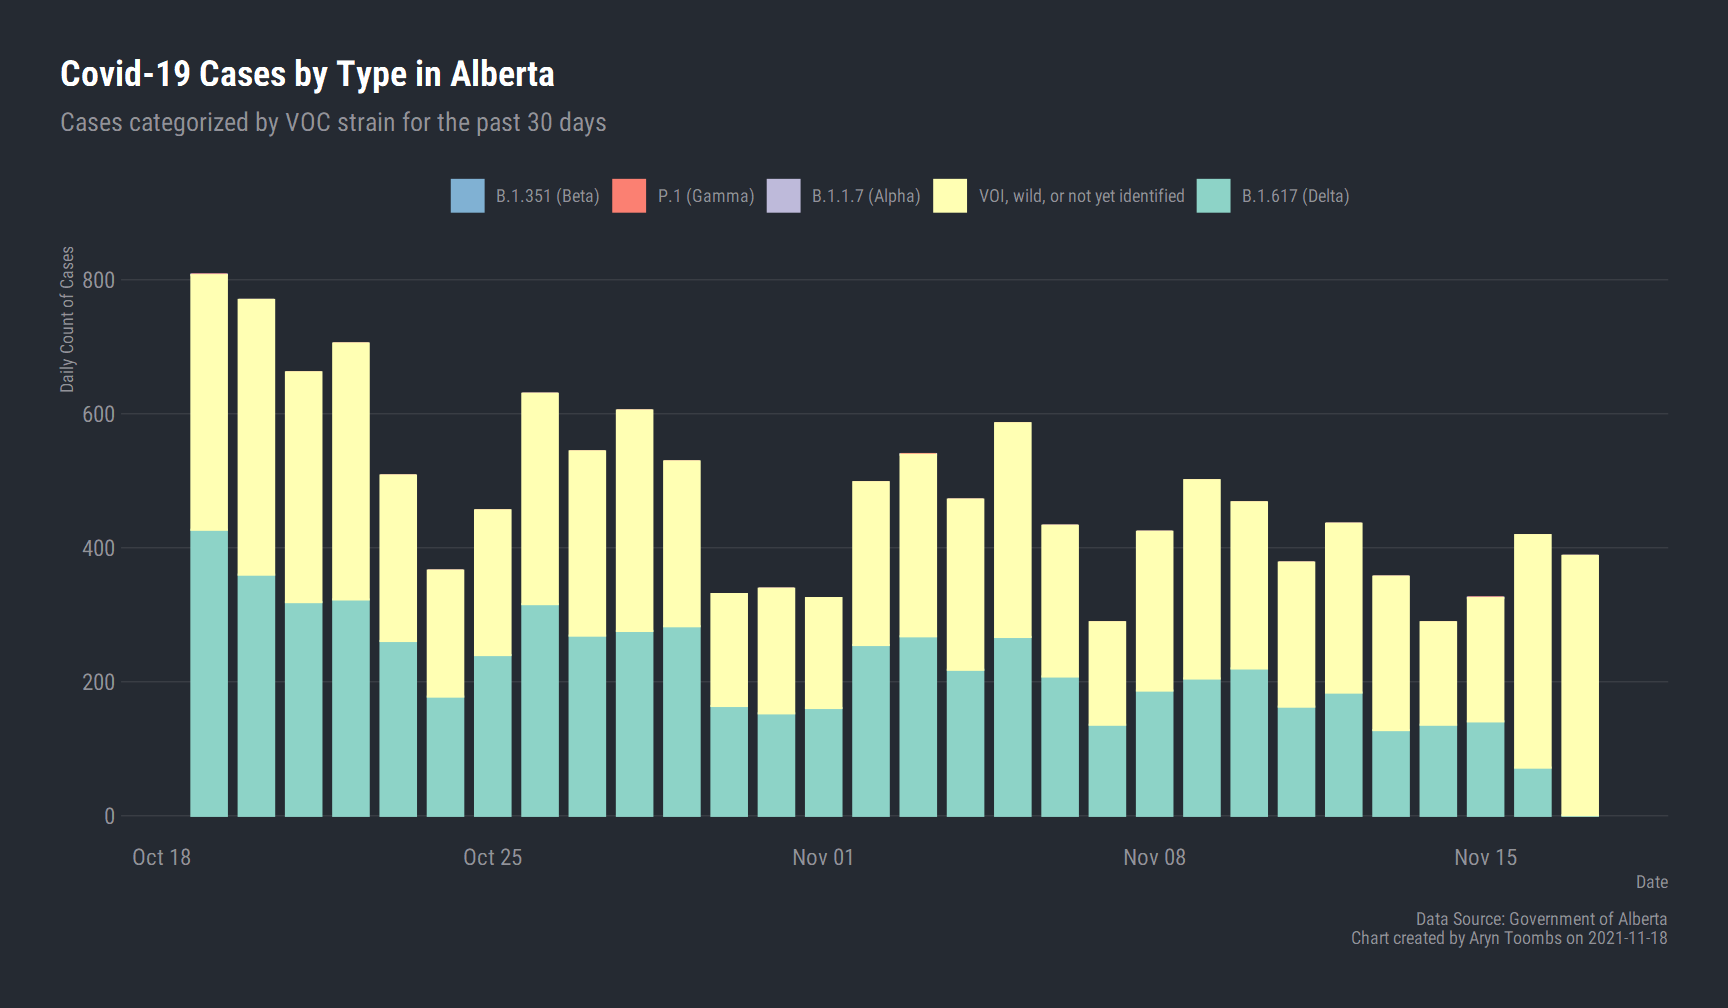 Covid-19 Cases by Type in Alberta
Cases categorized by VOC strain for the past 30 days
B.1.351 (Beta) P.1 (Gamma) B.1.1.7 (Alpha) VOI, wild, or not yet identified B.1.617 (Delta)
Daily Count of Cases
800
600
400
200
0
Oct 18 Oct 25 Nov 01 Nov 08 Nov 15
Date
Data Source: Government of Alberta
Chart created by Aryn Toombs on 2021-11-18